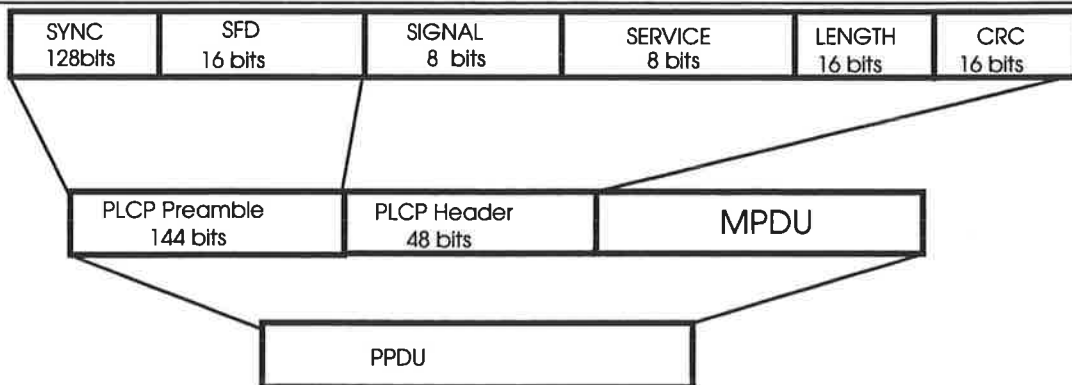 SYNC
128bits
SFD
16 bits
SIGNAL
8 bits
SERVICE
8 bits
LENGTH
16 bits
CRC
16 bits
PLCP Preamble
144 bits
PLCP Header
48 bits
MPDU
PPDU